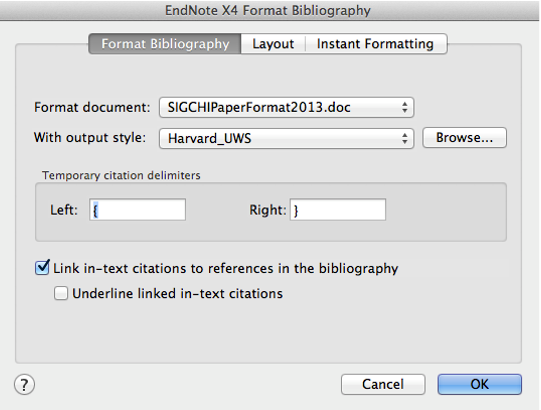 EndNote X4 Format Bibliography
Format Bibliography Layout Instant Formatting
Format document: SIGCHIPaperFormat2013.doc
With output style: Harvard_UWS Browse...
Temporary citation delimiters
Left: { Right: }
Link in-text citations to references in the bibliography
Underline linked in-text citations
? Cancel OK